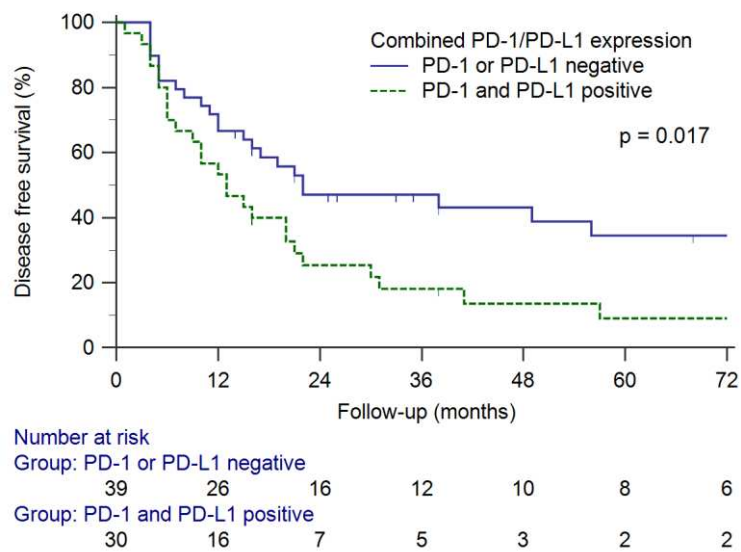 Combined PD-1/PD-L1 expression
PD-1 or PD-L1 negative
PD-1 and PD-L1 positive
p = 0.017
Disease free survival (%)
100
80
60
40
20
0
0 12 24 36 48 60 72
Follow-up (months)
Number at risk
Group: PD-1 or PD-L1 negative
39 26 16 12 10 8 6
Group: PD-1 and PD-L1 positive
30 16 7 5 3 2 2